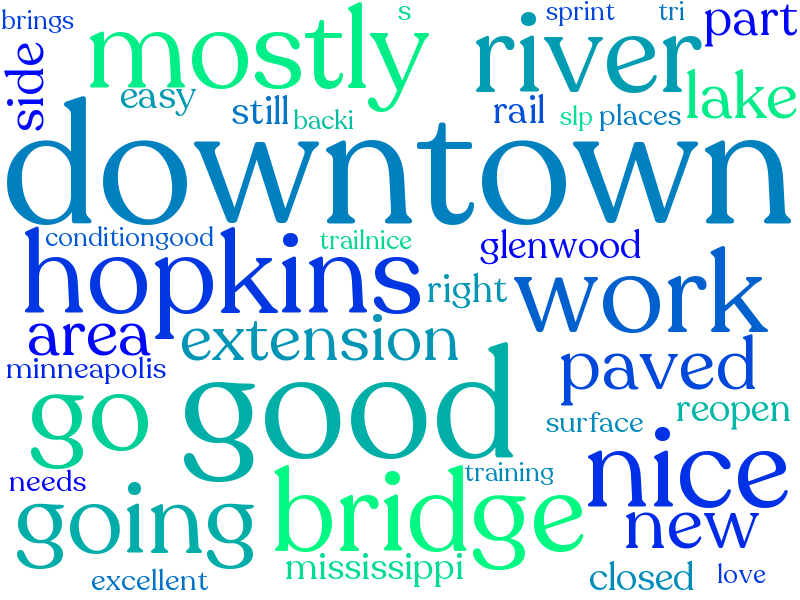 brings
mostly
s
river
sprint
tri
part
side
easy
still
backi
rail
slp
places
lake
downtown
conditiongood
trailnice
glenwood
hopkins
right
work
area
extension
minneapolis
paved
go
good
reopen
surface
nice
needs
training
going
bridge
new
mississippi
excellent
closed
love